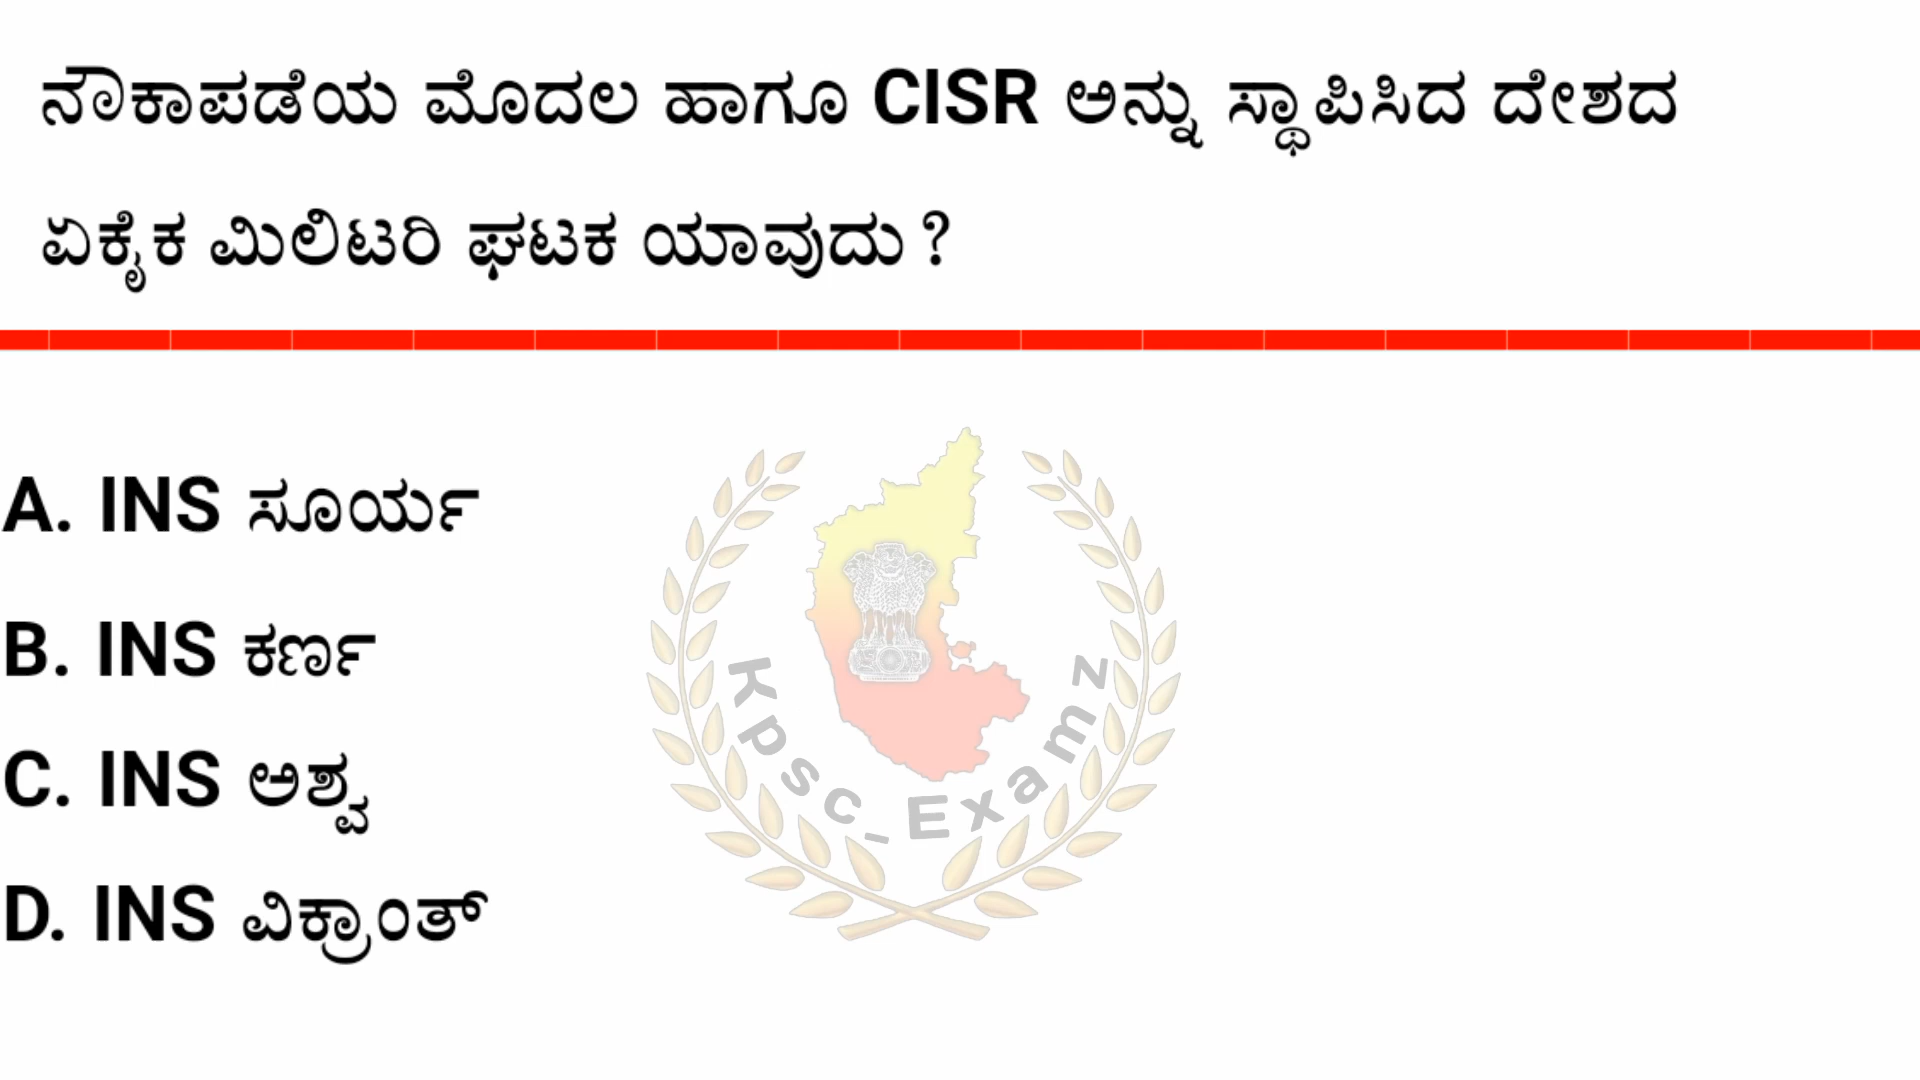 ನೌಕಾಪಡೆಯ ಮೊದಲ ಹಾಗೂ CISR ಅನ್ನು ಸ್ಥಾಪಿಸಿದ ದೇಶದ
ಏಕೈಕ ಮಿಲಿಟರಿ ಘಟಕ ಯಾವುದು ?
A. INS ಸೂರ್ಯ
B. INS ಕರ್ಣ
C. INS ಅಶ್ವ
D. INS ವಿಕ್ರಾಂತ್
Kpsc_Examz